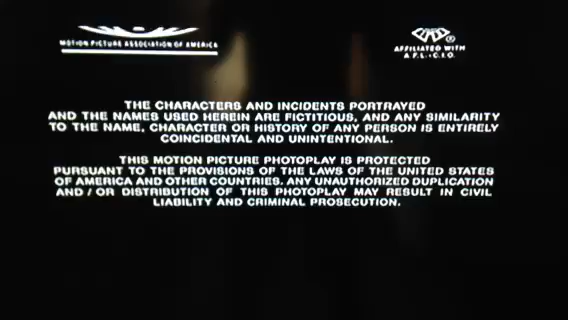 MOTION PICTURE ASSOCIATION OF AMERICA
AFFILIATED WITH
A.F.L.-C.I.O.
THE CHARACTERS AND INCIDENTS PORTRAYED
AND THE NAMES USED HEREIN ARE FICTITIOUS, AND ANY SIMILARITY
TO THE NAME, CHARACTER OR HISTORY OF ANY PERSON IS ENTIRELY
COINCIDENTAL AND UNINTENTIONAL.
THIS MOTION PICTURE PHOTOPLAY IS PROTECTED
PURSUANT TO THE PROVISIONS OF THE LAWS OF THE UNITED STATES
OF AMERICA AND OTHER COUNTRIES. ANY UNAUTHORIZED DUPLICATION
AND / OR DISTRIBUTION OF THIS PHOTOPLAY MAY RESULT IN CIVIL
LIABILITY AND CRIMINAL PROSECUTION.